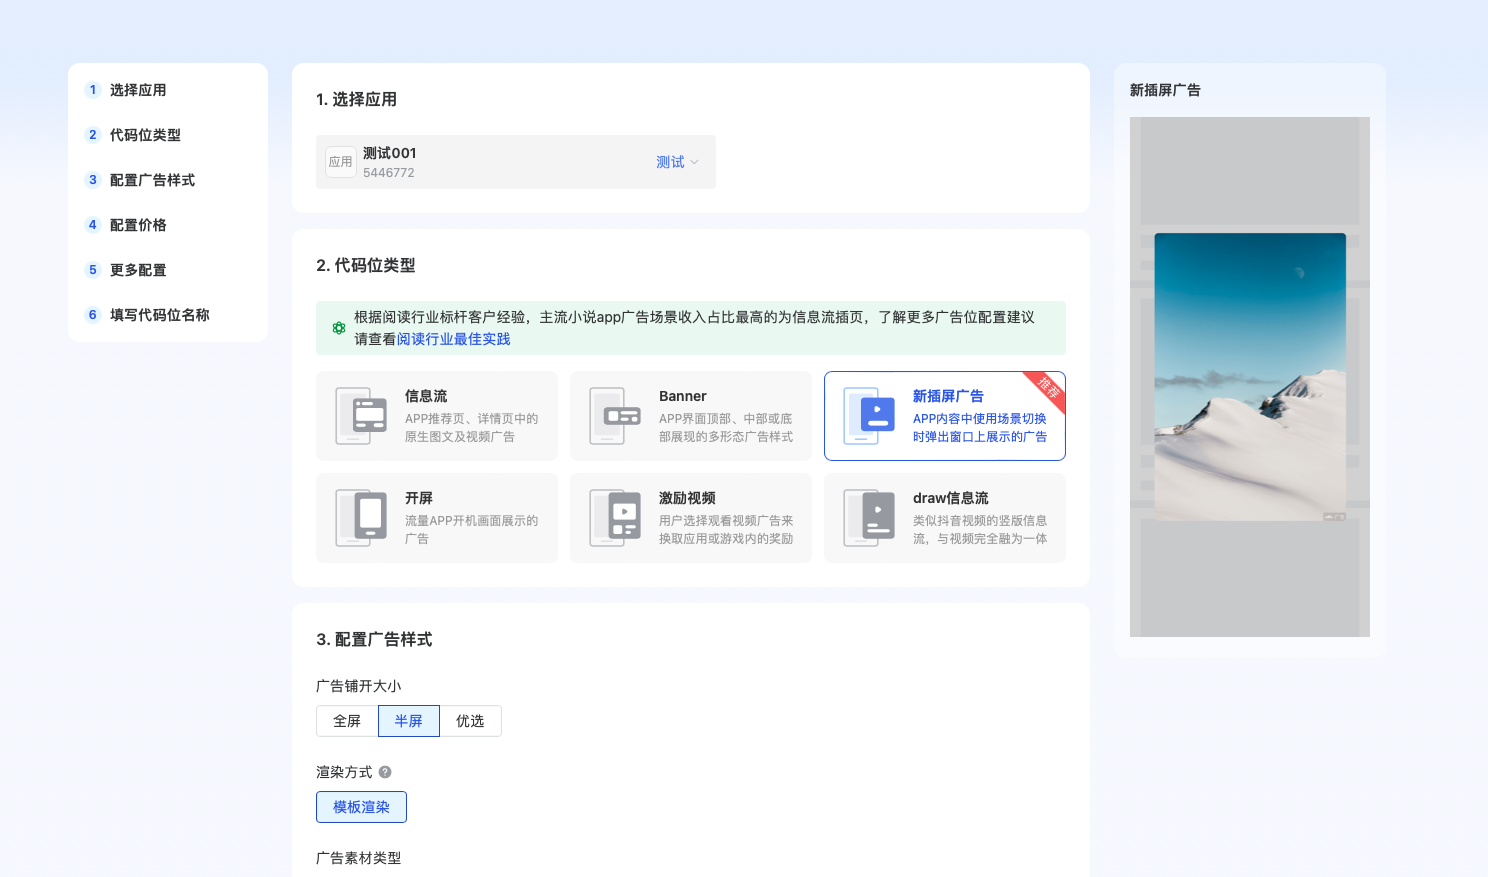 1 选择应用
2 代码位类型
3 配置广告样式
4 配置价格
5 更多配置
6 填写代码位名称
1. 选择应用
应用
测试001
5446772
测试
2. 代码位类型
根据阅读行业标杆客户经验，主流小说app广告场景收入占比最高的为信息流插页，了解更多广告位配置建议
请查看阅读行业最佳实践
信息流
APP推荐页、详情页中的
原生图文及视频广告
Banner
APP界面顶部、中部或底
部展现的多形态广告样式
新插屏广告
APP内容中使用场景切换
时弹出窗口上展示的广告
推荐
开屏
流量APP开机画面展示的
广告
激励视频
用户选择观看视频广告来
换取应用或游戏内的奖励
draw信息流
类似抖音视频的竖版信息
流，与视频完全融为一体
3. 配置广告样式
广告铺开大小
全屏 半屏 优选
渲染方式 ?
模板渲染
广告素材类型
新插屏广告